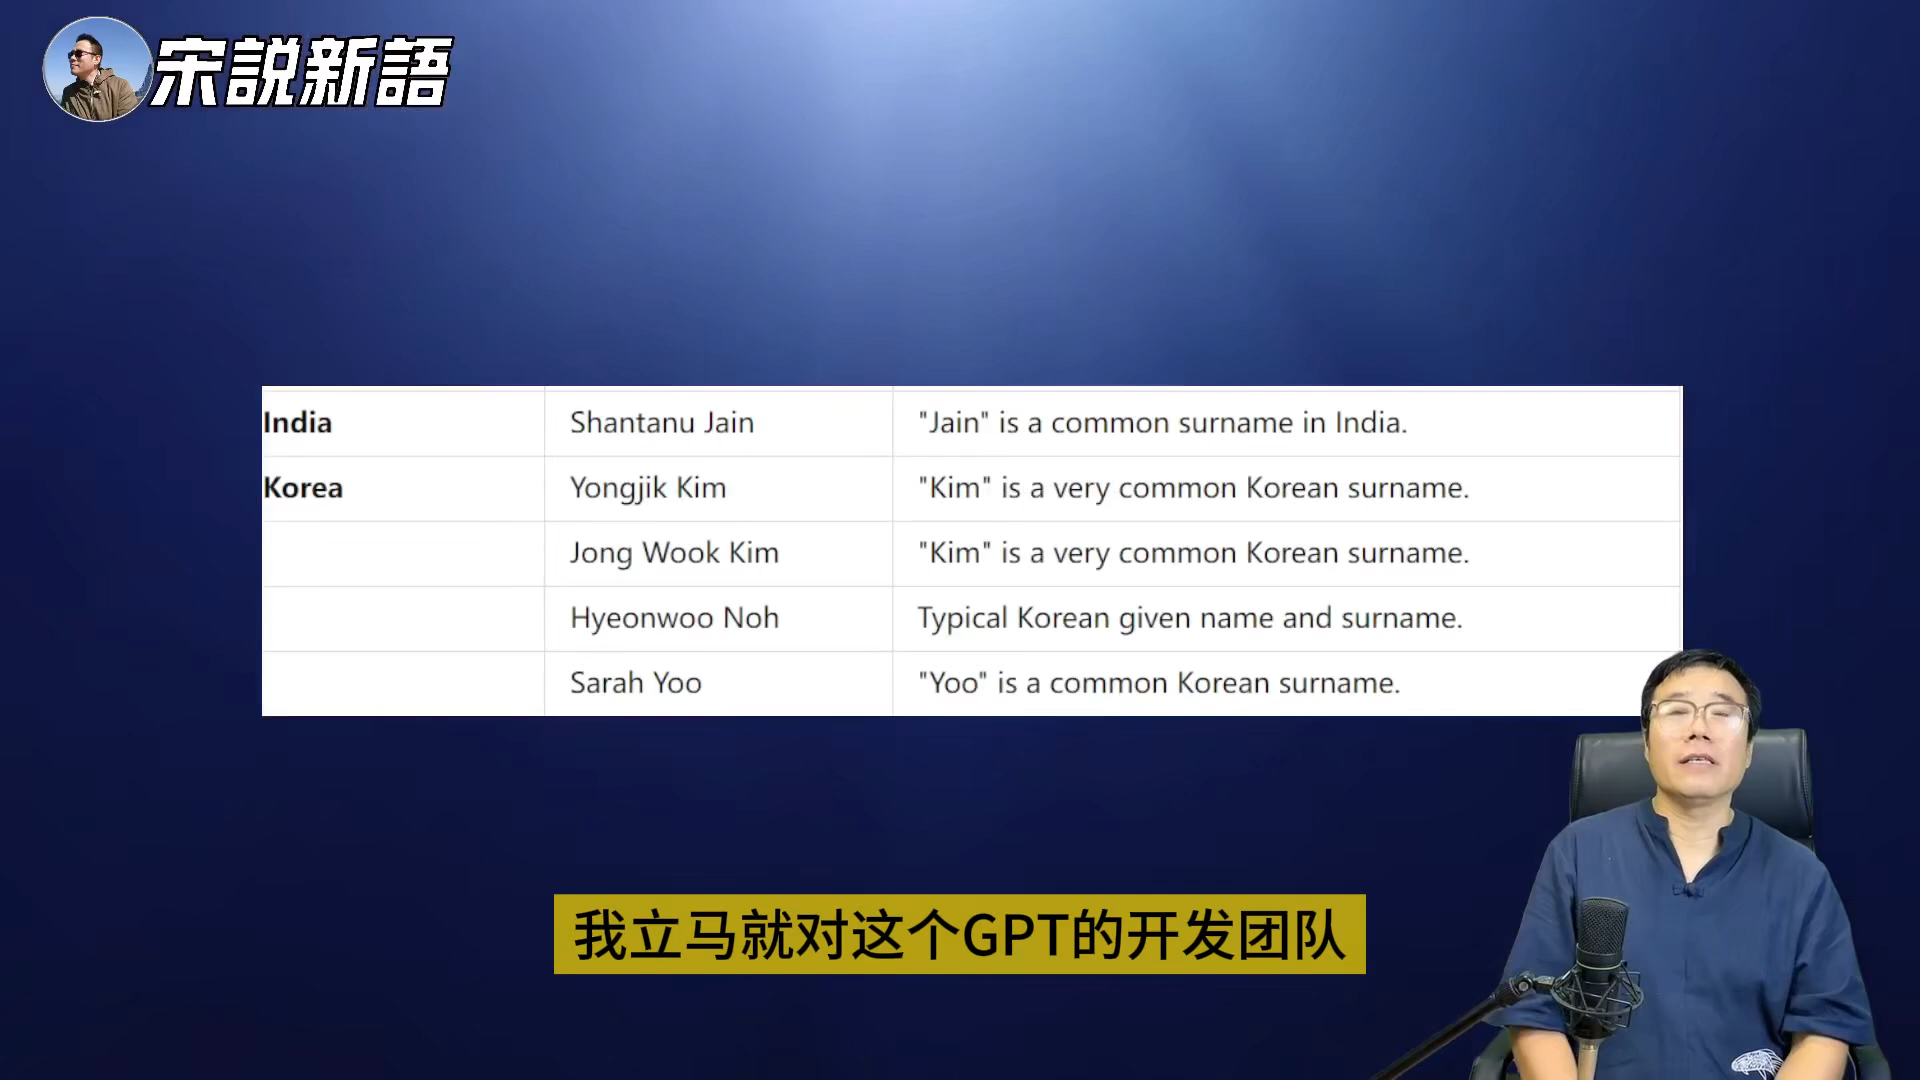 宋説新語
India Shantanu Jain "Jain" is a common surname in India.
Korea Yongjik Kim "Kim" is a very common Korean surname.
Jong Wook Kim "Kim" is a very common Korean surname.
Hyeonwoo Noh Typical Korean given name and surname.
Sarah Yoo "Yoo" is a common Korean surname.
我立马就对这个GPT的开发团队